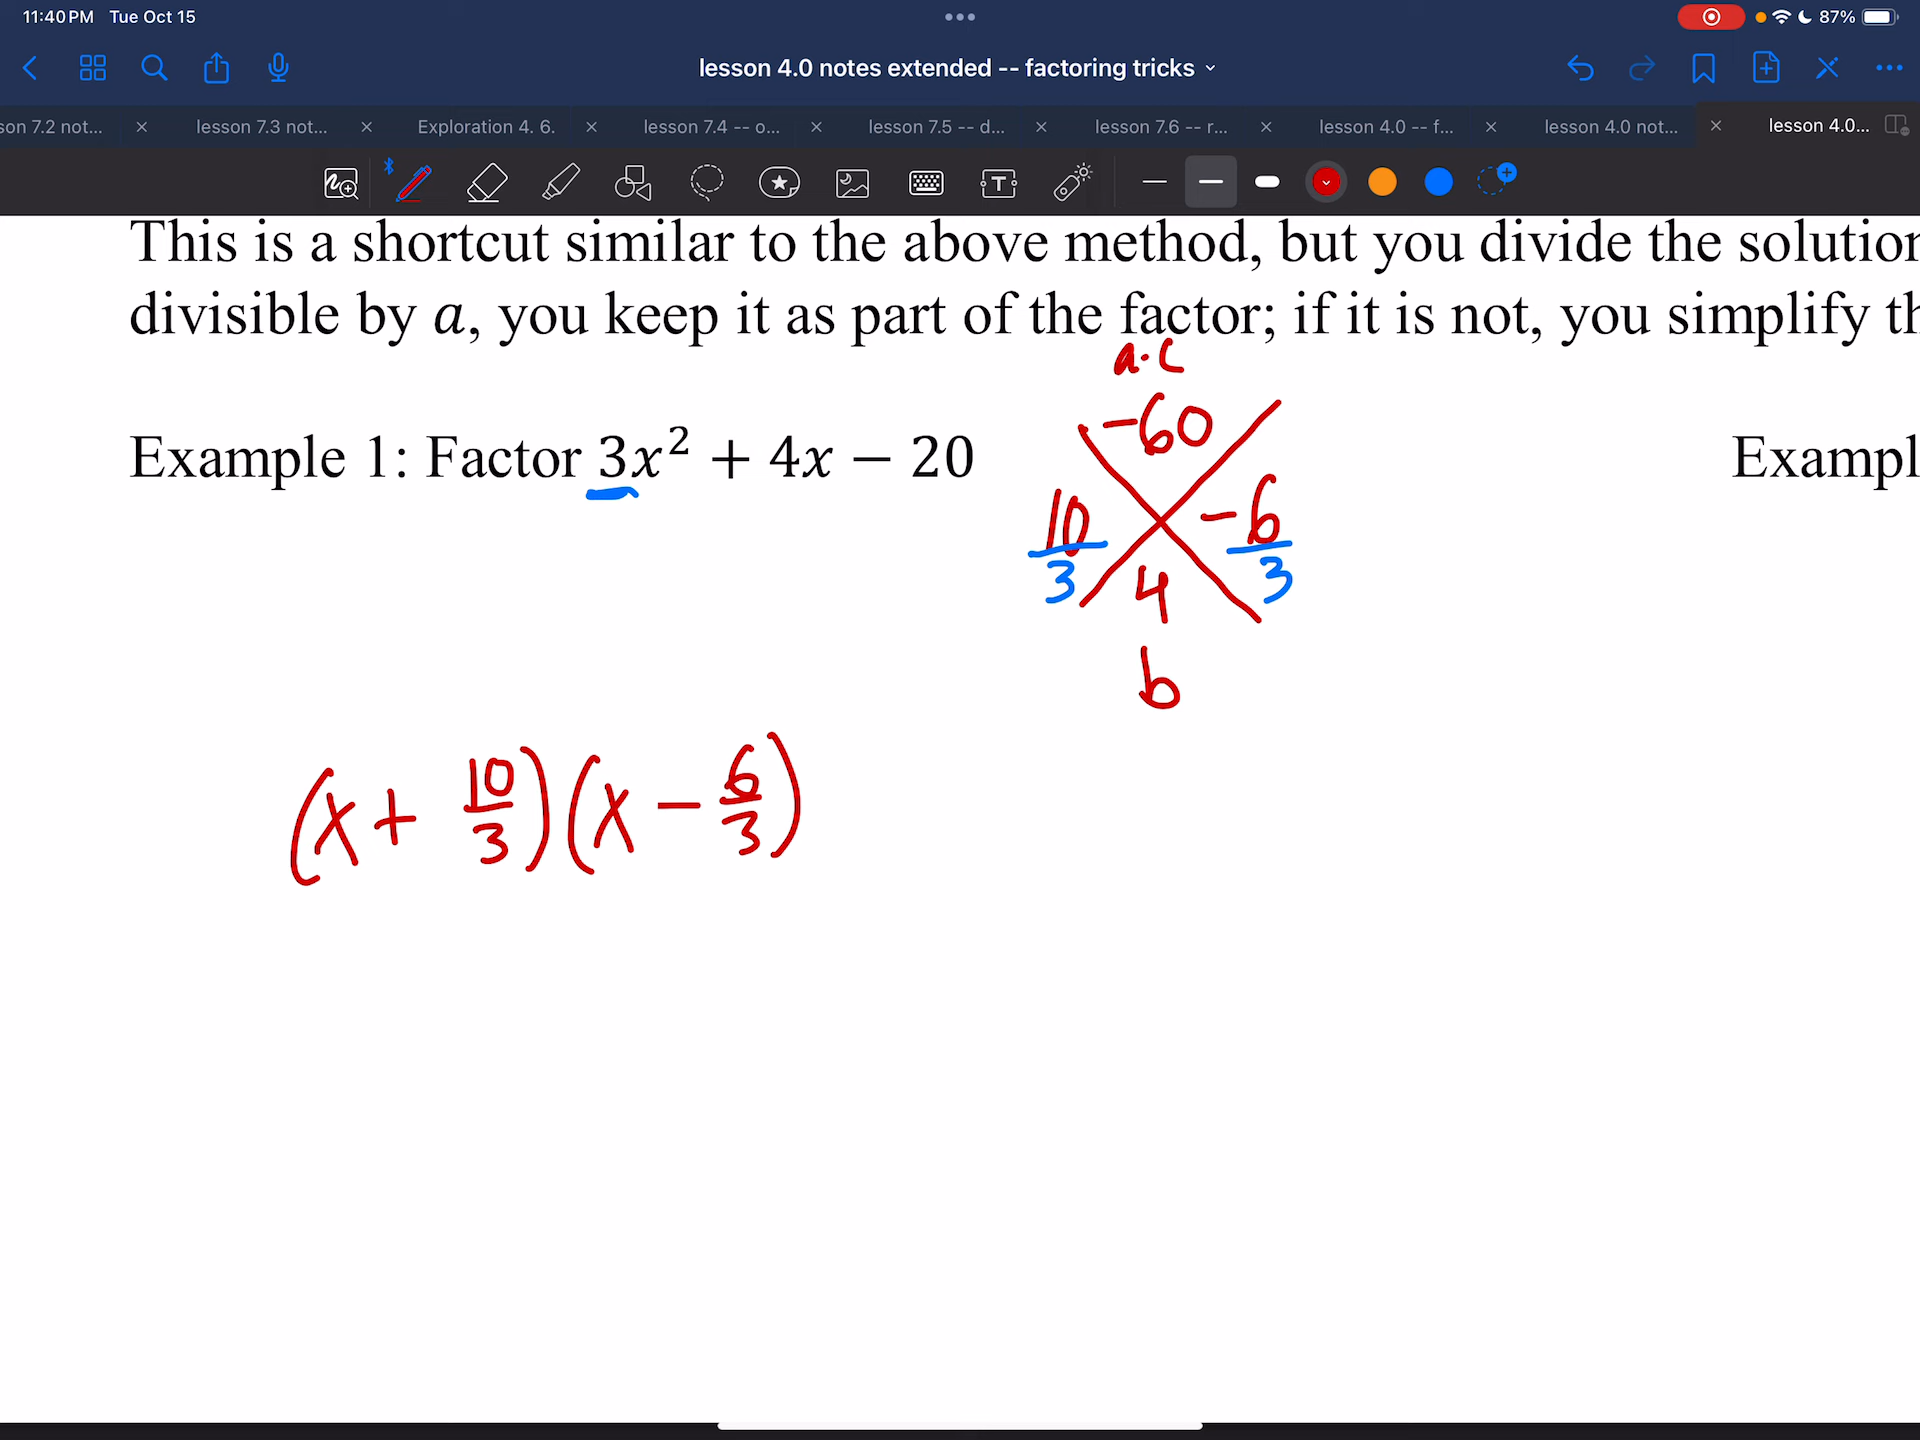 11:40 PM Tue Oct 15
87%
lesson 4.0 notes extended -- factoring tricks
son 7.2 not... lesson 7.3 not... Exploration 4. 6. lesson 7.4 -- o... lesson 7.5 -- d... lesson 7.6 -- r... lesson 4.0 -- f... lesson 4.0 not... lesson 4.0...
This is a shortcut similar to the above method, but you divide the solution
divisible by a, you keep it as part of the factor; if it is not, you simplify th
a·c
-60
Example 1: Factor 3x² + 4x − 20
Exampl
10/3 -6/3
4
b
(x + 10/3)(x - 6/3)